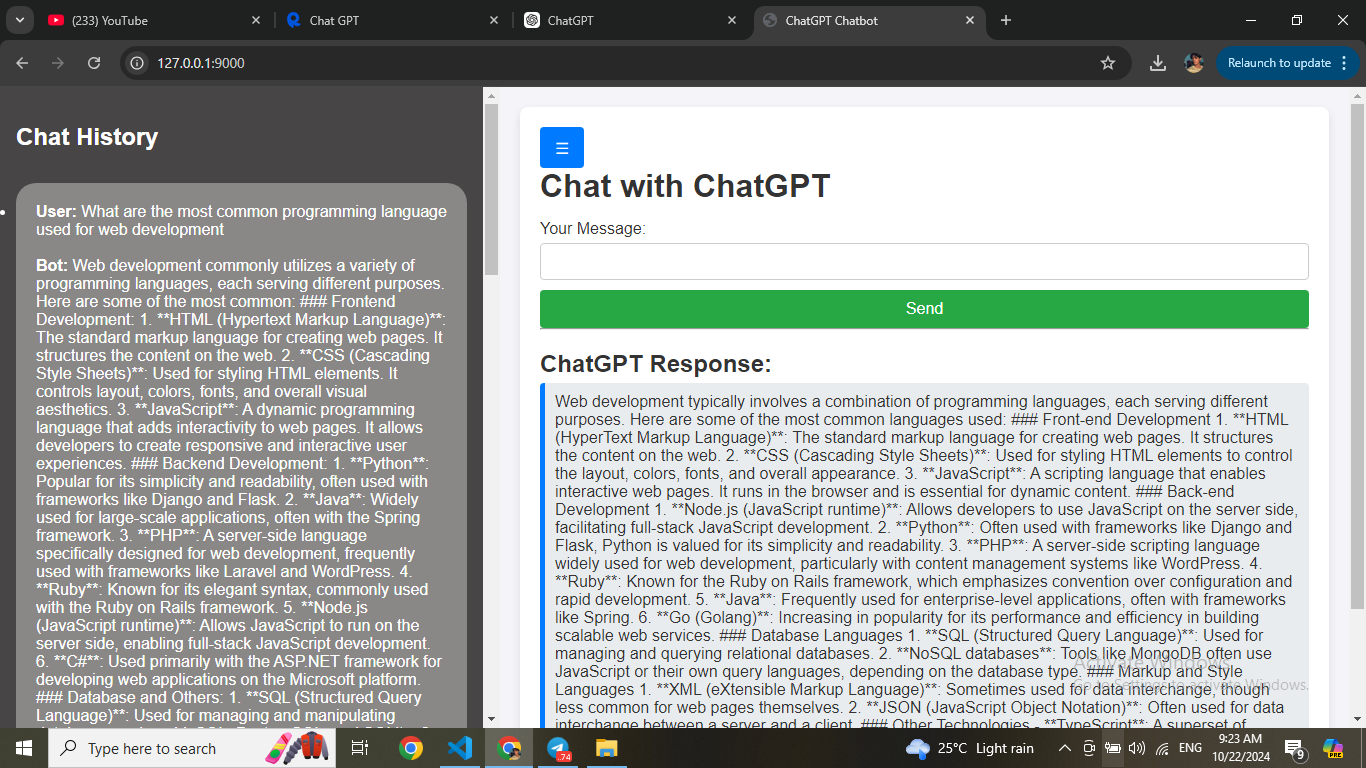 (233) YouTube
Chat GPT
ChatGPT
ChatGPT Chatbot
127.0.0.1:9000
Relaunch to update
Chat History
User: What are the most common programming language
used for web development
Bot: Web development commonly utilizes a variety of
programming languages, each serving different purposes.
Here are some of the most common: ### Frontend
Development: 1. **HTML (Hypertext Markup Language)**:
The standard markup language for creating web pages. It
structures the content on the web. 2. **CSS (Cascading
Style Sheets)**: Used for styling HTML elements. It
controls layout, colors, fonts, and overall visual
aesthetics. 3. **JavaScript**: A dynamic programming
language that adds interactivity to web pages. It allows
developers to create responsive and interactive user
experiences. ### Backend Development: 1. **Python**:
Popular for its simplicity and readability, often used with
frameworks like Django and Flask. 2. **Java**: Widely
used for large-scale applications, often with the Spring
framework. 3. **PHP**: A server-side language
specifically designed for web development, frequently
used with frameworks like Laravel and WordPress. 4.
**Ruby**: Known for its elegant syntax, commonly used
with the Ruby on Rails framework. 5. **Node.js
(JavaScript runtime)**: Allows JavaScript to run on the
server side, enabling full-stack JavaScript development.
6. **C#**: Used primarily with the ASP.NET framework for
developing web applications on the Microsoft platform.
### Database and Others: 1. **SQL (Structured Query
Language)**: Used for managing and manipulating
☰
Chat with ChatGPT
Your Message:
Send
ChatGPT Response:
Web development typically involves a combination of programming languages, each serving different
purposes. Here are some of the most common languages used: ### Front-end Development 1. **HTML
(HyperText Markup Language)**: The standard markup language for creating web pages. It structures
the content on the web. 2. **CSS (Cascading Style Sheets)**: Used for styling HTML elements to control
the layout, colors, fonts, and overall appearance. 3. **JavaScript**: A scripting language that enables
interactive web pages. It runs in the browser and is essential for dynamic content. ### Back-end
Development 1. **Node.js (JavaScript runtime)**: Allows developers to use JavaScript on the server side,
facilitating full-stack JavaScript development. 2. **Python**: Often used with frameworks like Django and
Flask, Python is valued for its simplicity and readability. 3. **PHP**: A server-side scripting language
widely used for web development, particularly with content management systems like WordPress. 4.
**Ruby**: Known for the Ruby on Rails framework, which emphasizes convention over configuration and
rapid development. 5. **Java**: Frequently used for enterprise-level applications, often with frameworks
like Spring. 6. **Go (Golang)**: Increasing in popularity for its performance and efficiency in building
scalable web services. ### Database Languages 1. **SQL (Structured Query Language)**: Used for
managing and querying relational databases. 2. **NoSQL databases**: Tools like MongoDB often use
JavaScript or their own query languages, depending on the database type. ### Markup and Style
Languages 1. **XML (eXtensible Markup Language)**: Sometimes used for data interchange, though
less common for web pages themselves. 2. **JSON (JavaScript Object Notation)**: Often used for data
interchange between a server and a client. ### Other Technologies - **TypeScript**: A superset of
Activate Windows
Go to Settings to activate Windows.
Type here to search
74
25°C Light rain
ENG
9:23 AM
10/22/2024
9
PRE